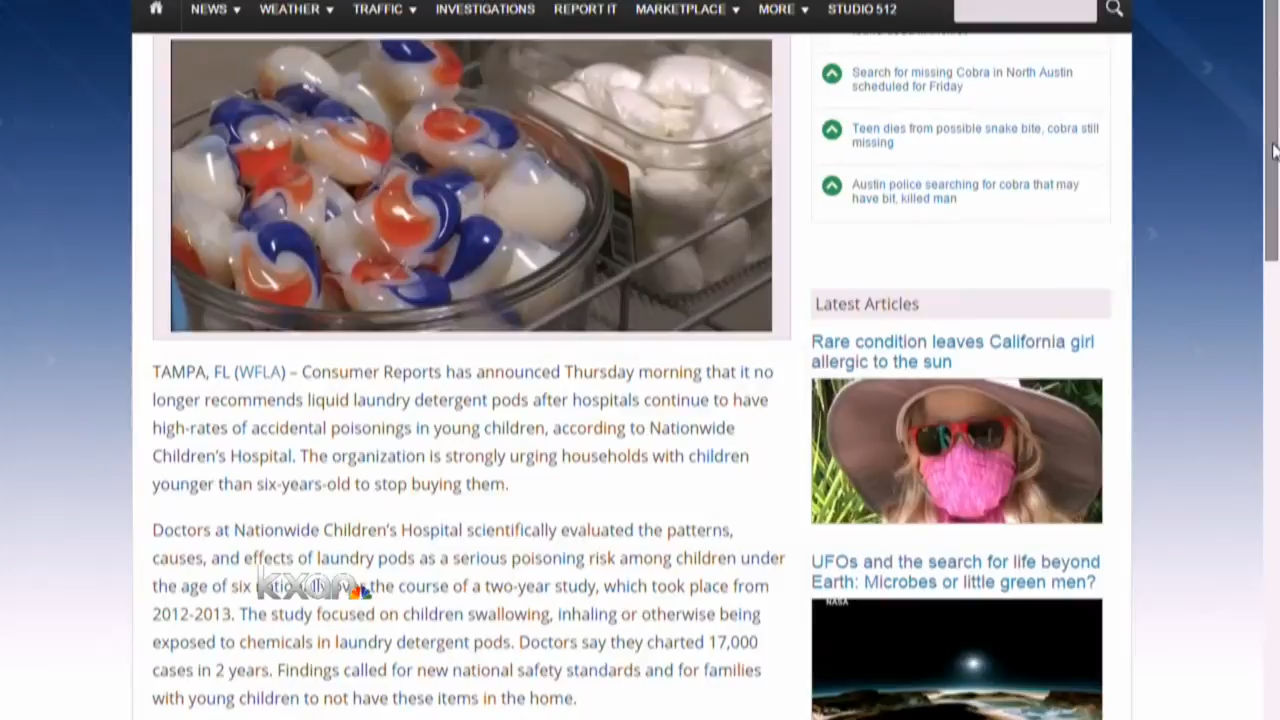 NEWS
WEATHER
TRAFFIC
INVESTIGATIONS
REPORT IT
MARKETPLACE
MORE
STUDIO 512
Search for missing Cobra in North Austin
scheduled for Friday
Teen dies from possible snake bite, cobra still
missing
Austin police searching for cobra that may
have bit, killed man
Latest Articles
Rare condition leaves California girl
allergic to the sun
UFOs and the search for life beyond
Earth: Microbes or little green men?
NASA
TAMPA, FL (WFLA) – Consumer Reports has announced Thursday morning that it no
longer recommends liquid laundry detergent pods after hospitals continue to have
high-rates of accidental poisonings in young children, according to Nationwide
Children's Hospital. The organization is strongly urging households with children
younger than six-years-old to stop buying them.
Doctors at Nationwide Children's Hospital scientifically evaluated the patterns,
causes, and effects of laundry pods as a serious poisoning risk among children under
the age of six the course of a two-year study, which took place from
kxan
2012-2013. The study focused on children swallowing, inhaling or otherwise being
exposed to chemicals in laundry detergent pods. Doctors say they charted 17,000
cases in 2 years. Findings called for new national safety standards and for families
with young children to not have these items in the home.